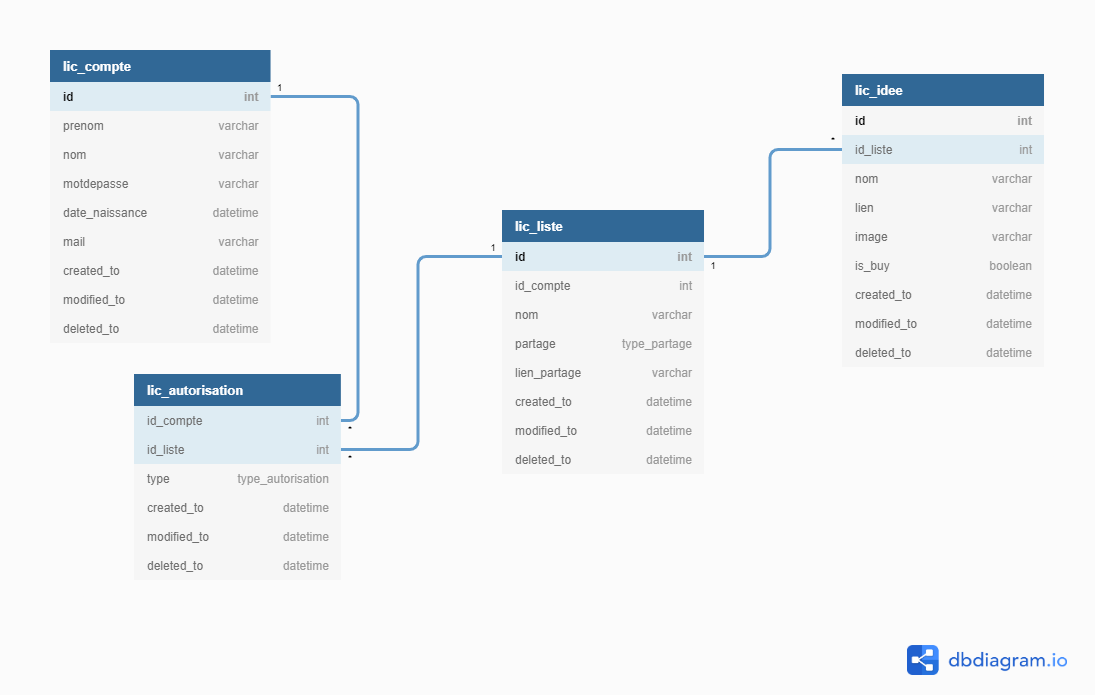 lic_compte
id int
prenom varchar
nom varchar
motdepasse varchar
date_naissance datetime
mail varchar
created_to datetime
modified_to datetime
deleted_to datetime
1
lic_autorisation
id_compte int
id_liste int
type type_autorisation
created_to datetime
modified_to datetime
deleted_to datetime
*
*
lic_liste
1
id int
1
id_compte int
nom varchar
partage type_partage
lien_partage varchar
created_to datetime
modified_to datetime
deleted_to datetime
lic_idee
id int
*
id_liste int
nom varchar
lien varchar
image varchar
is_buy boolean
created_to datetime
modified_to datetime
deleted_to datetime
dbdiagram.io